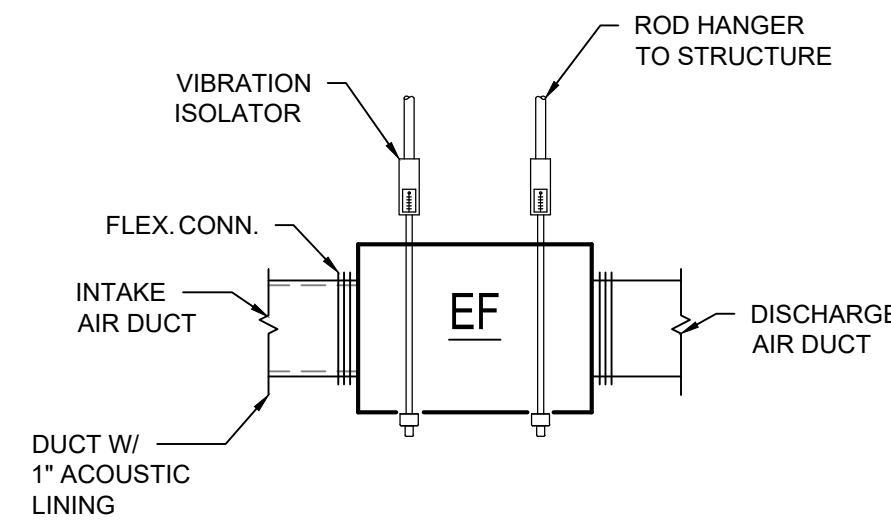 ROD HANGER
TO STRUCTURE
VIBRATION
ISOLATOR
FLEX. CONN.
INTAKE
AIR DUCT
EF
DISCHARGE
AIR DUCT
DUCT W/
1" ACOUSTIC
LINING